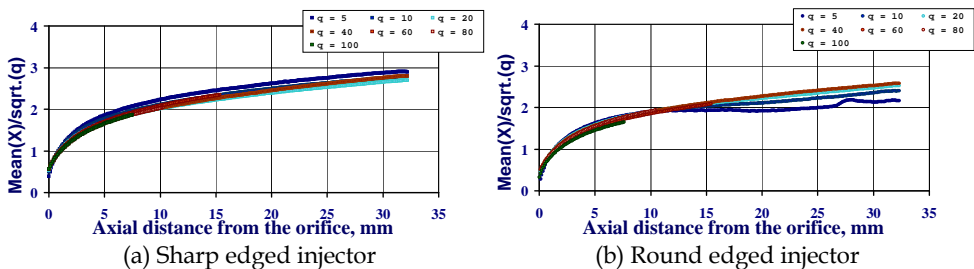 q = 5 q = 10 q = 20
q = 40 q = 60 q = 80
q = 100
Mean(X)/sqrt.(q)
4
3
2
1
0
0 5 10 15 20 25 30 35
Axial distance from the orifice, mm
(a) Sharp edged injector
q = 5 q = 10 q = 20
q = 40 q = 60 q = 80
q = 100
Mean(X)/sqrt.(q)
4
3
2
1
0
0 5 10 15 20 25 30 35
Axial distance from the orifice, mm
(b) Round edged injector